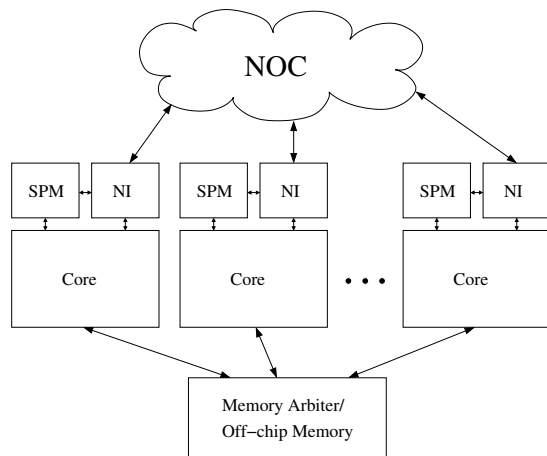 NOC
SPM
NI
SPM
NI
SPM
NI
Core
Core
Core
Memory Arbiter/
Off−chip Memory